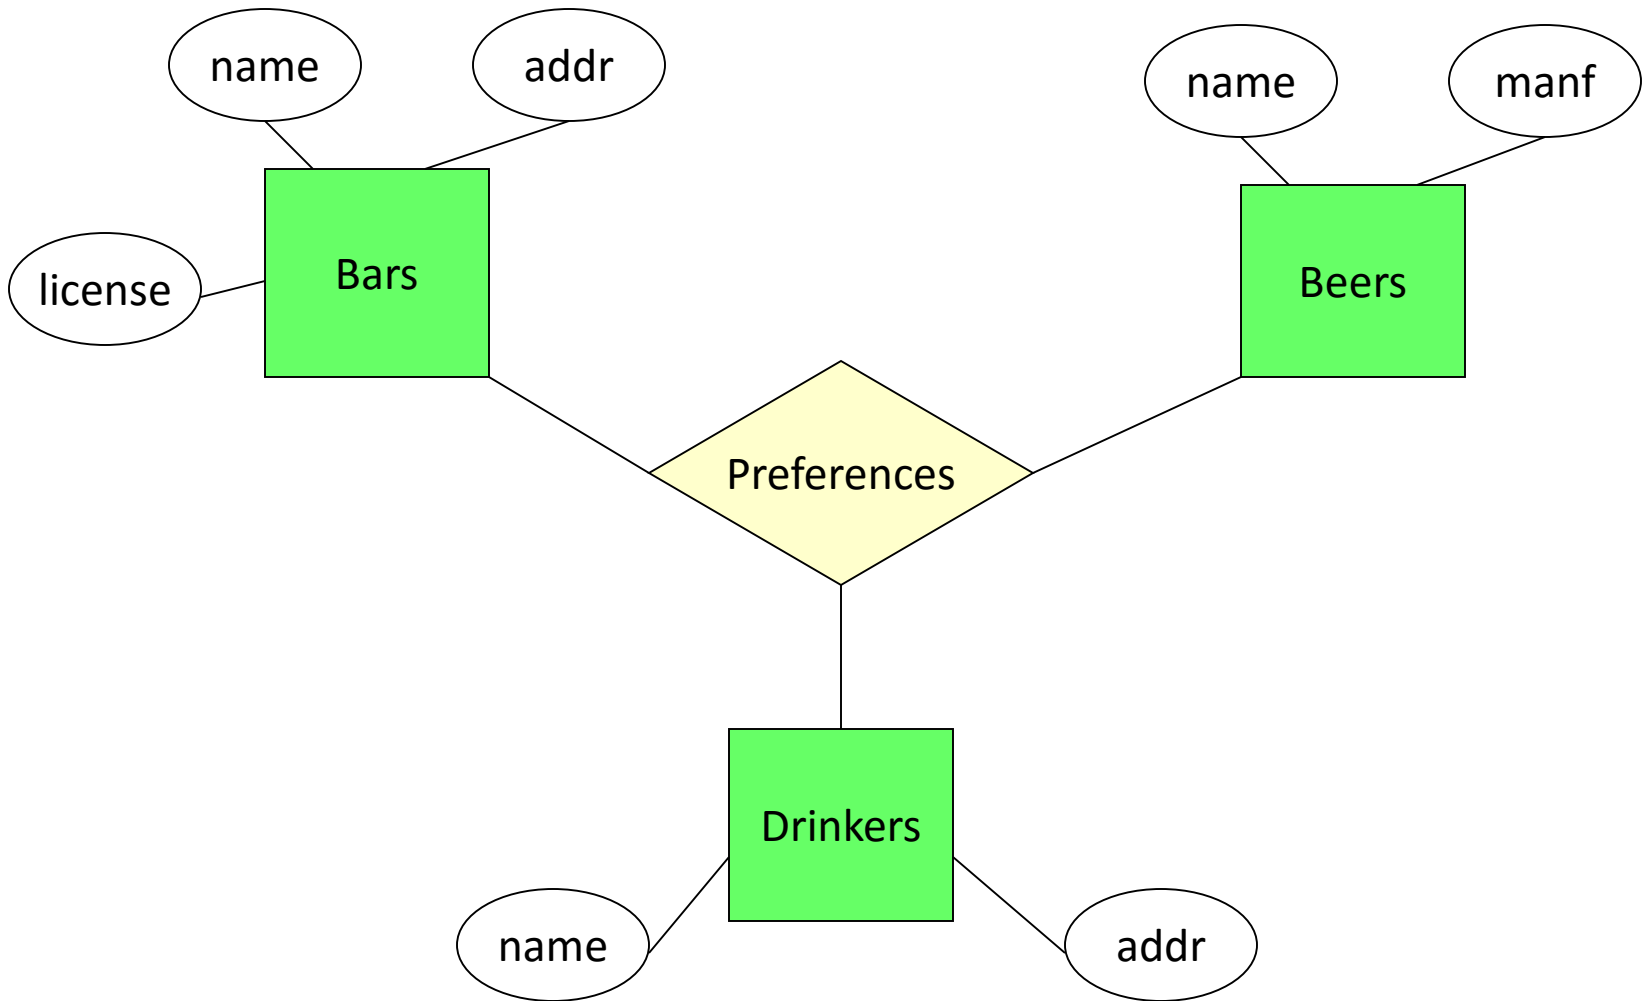 name
addr
name
manf
license
Bars
Beers
Preferences
Drinkers
name
addr